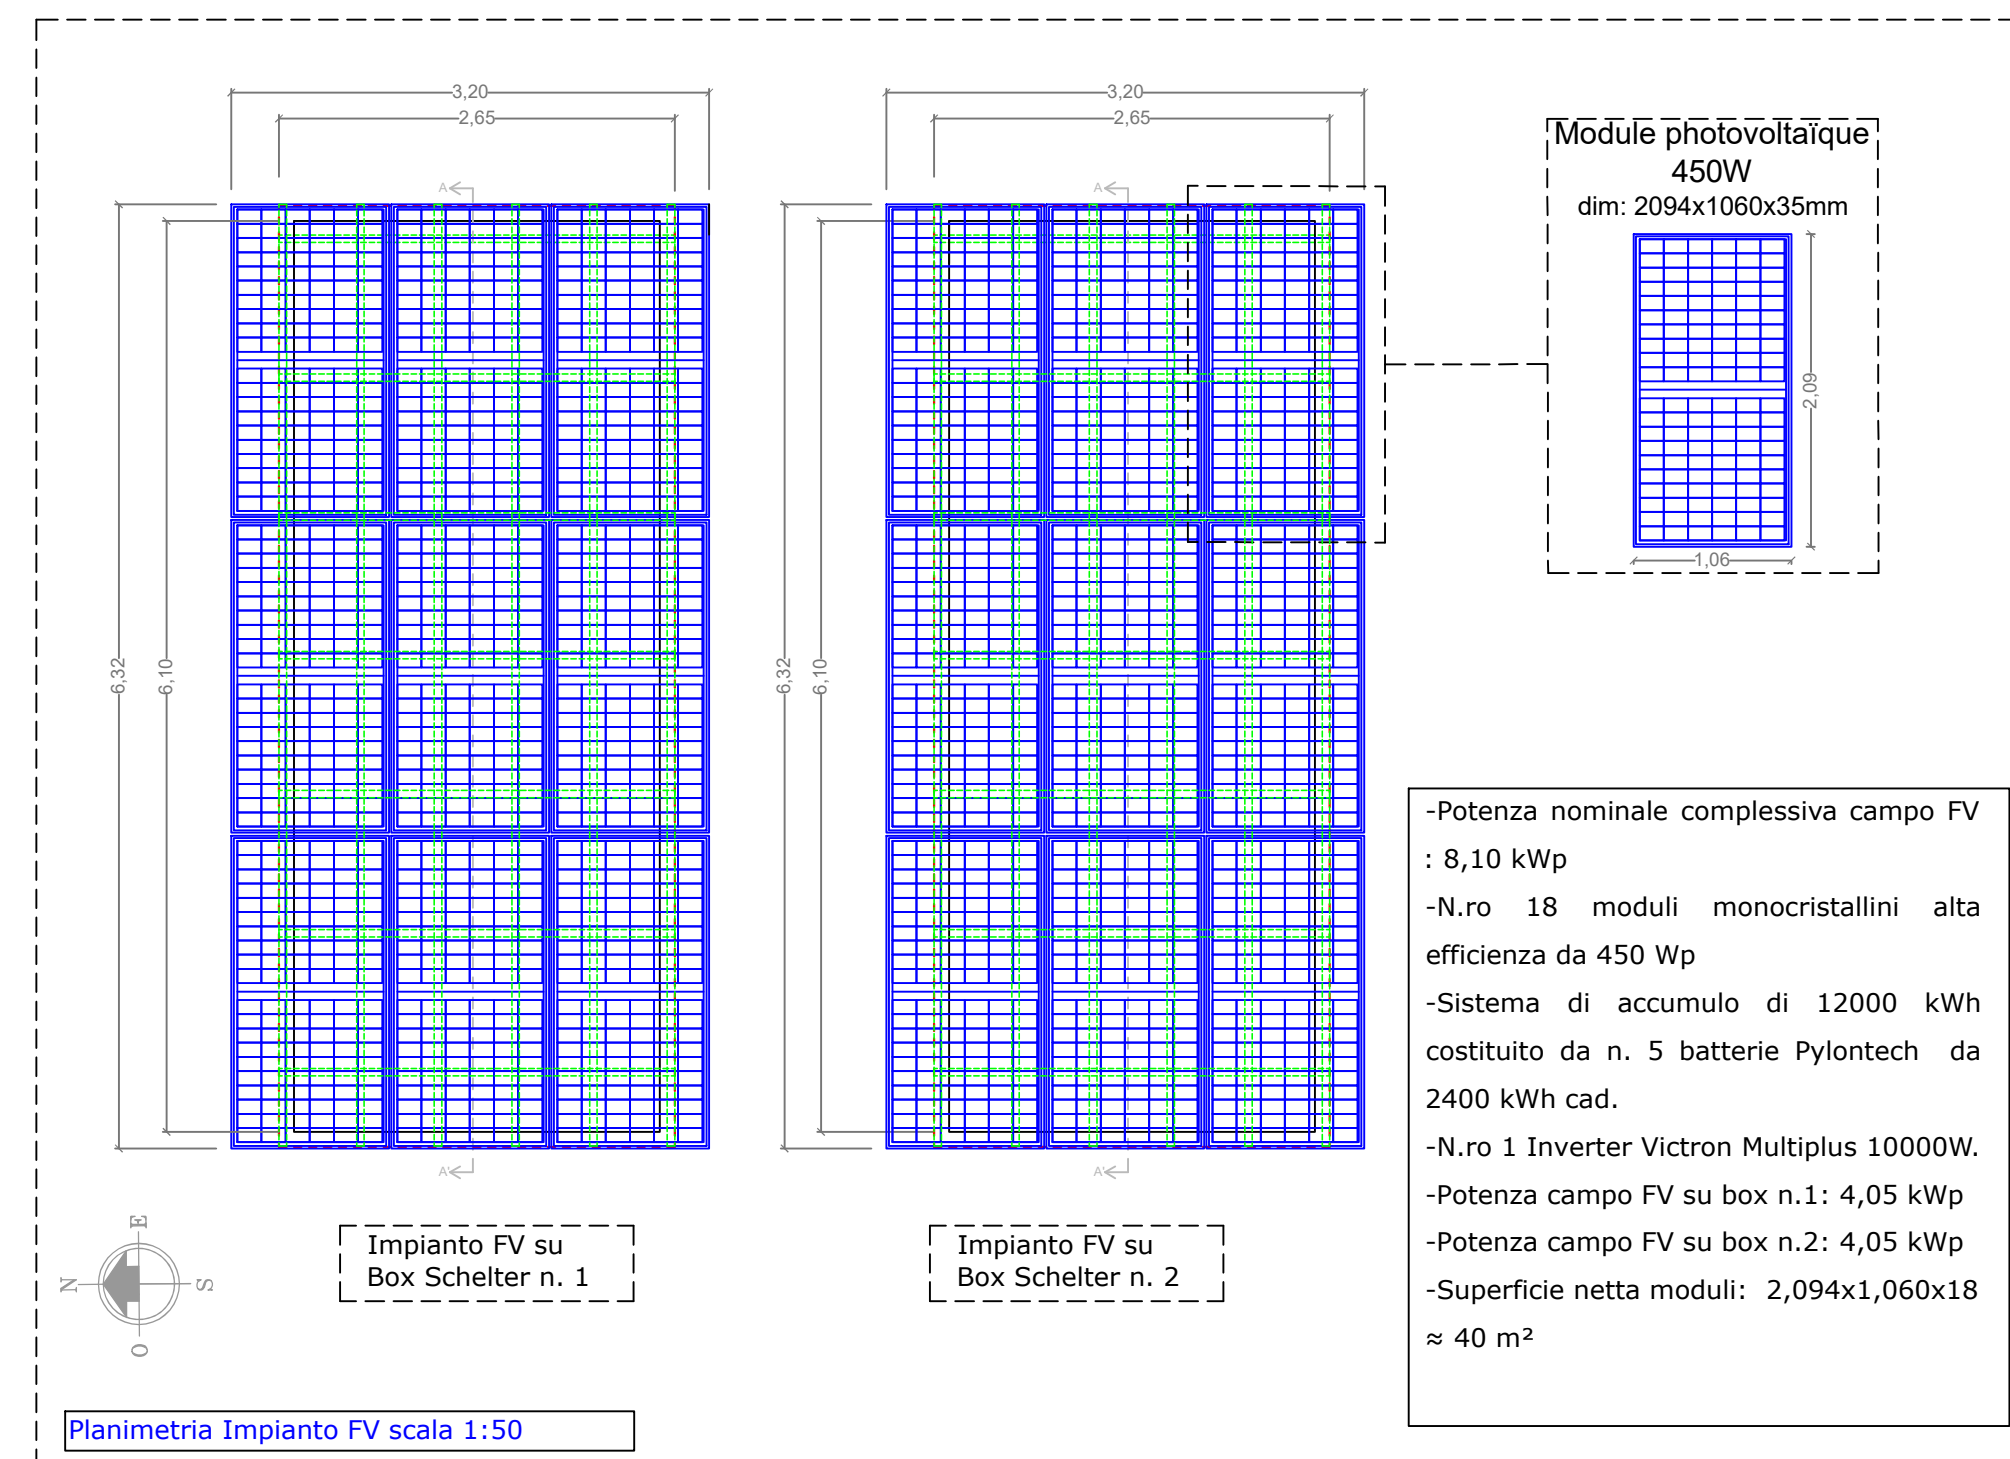 3,20
2,65
3,20
2,65
A
A
6,32
6,10
6,32
6,10
A'
A'
Module photovoltaïque
450W
dim: 2094x1060x35mm
2,09
1,06
-Potenza nominale complessiva campo FV
: 8,10 kWp
-N.ro 18 moduli monocristallini alta
efficienza da 450 Wp
-Sistema di accumulo di 12000 kWh
costituito da n. 5 batterie Pylontech da
2400 kWh cad.
-N.ro 1 Inverter Victron Multiplus 10000W.
-Potenza campo FV su box n.1: 4,05 kWp
-Potenza campo FV su box n.2: 4,05 kWp
-Superficie netta moduli: 2,094x1,060x18
≈ 40 m²
E
N
S
O
Impianto FV su
Box Schelter n. 1
Impianto FV su
Box Schelter n. 2
Planimetria Impianto FV scala 1:50